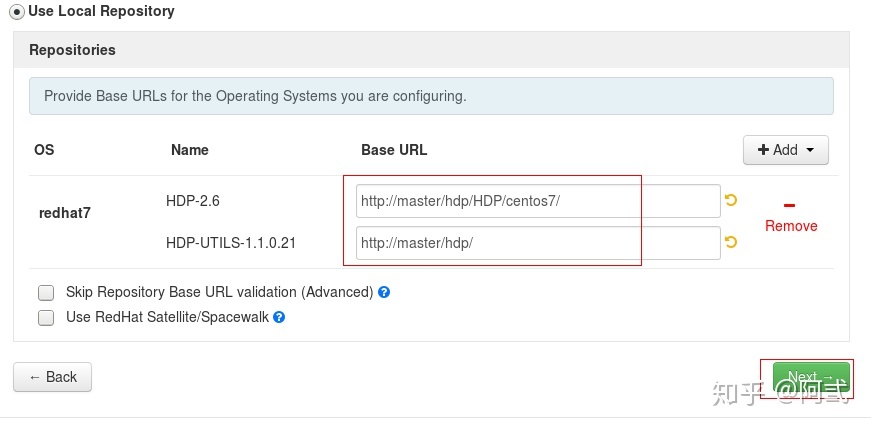 Use Local Repository
Repositories
Provide Base URLs for the Operating Systems you are configuring.
OS Name Base URL Add
redhat7
HDP-2.6 http://master/hdp/HDP/centos7/
Remove
HDP-UTILS-1.1.0.21 http://master/hdp/
Skip Repository Base URL validation (Advanced) ?
Use RedHat Satellite/Spacewalk ?
← Back
Next →
知乎 @阿弎